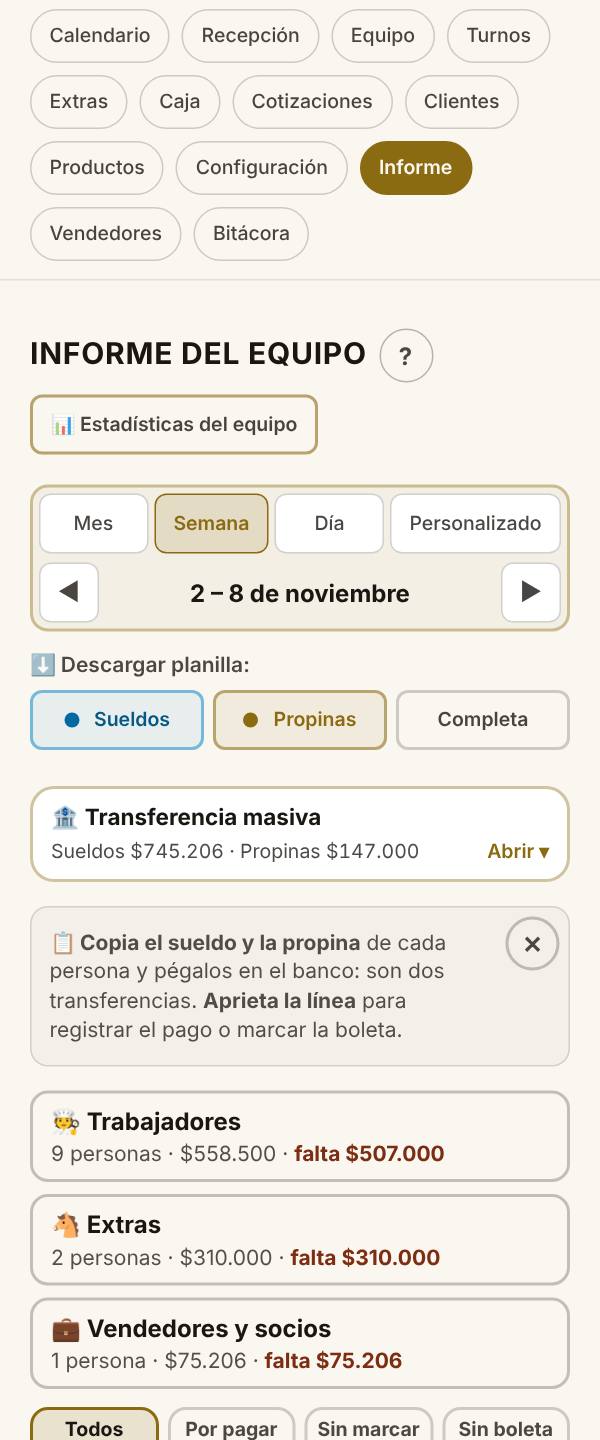 Calendario Recepción Equipo Turnos
Extras Caja Cotizaciones Clientes
Productos Configuración Informe
Vendedores Bitácora
INFORME DEL EQUIPO ?
📊 Estadísticas del equipo
Mes Semana Día Personalizado
◀ 2 – 8 de noviembre ▶
⬇️ Descargar planilla:
● Sueldos ● Propinas Completa
🏦 Transferencia masiva
Sueldos $745.206 · Propinas $147.000 Abrir ▾
📋 Copia el sueldo y la propina de cada ✕
persona y pégalos en el banco: son dos
transferencias. Aprieta la línea para
registrar el pago o marcar la boleta.
🧑‍🍳 Trabajadores
9 personas · $558.500 · falta $507.000
🐴 Extras
2 personas · $310.000 · falta $310.000
💼 Vendedores y socios
1 persona · $75.206 · falta $75.206
Todos Por pagar Sin marcar Sin boleta